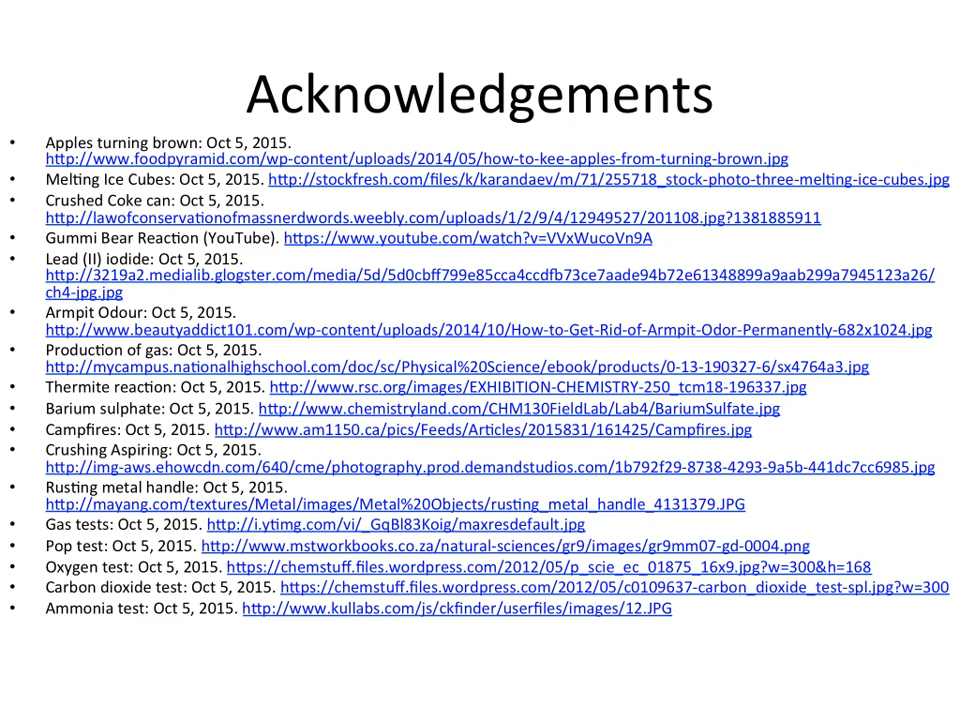 Acknowledgements
• Apples turning brown: Oct 5, 2015.
http://www.foodpyramid.com/wp-content/uploads/2014/05/how-to-kee-apples-from-turning-brown.jpg
• Melting Ice Cubes: Oct 5, 2015. http://stockfresh.com/files/k/karandaev/m/71/255718_stock-photo-three-melting-ice-cubes.jpg
• Crushed Coke can: Oct 5, 2015.
http://lawofconservationofmassnerdwords.weebly.com/uploads/1/2/9/4/12949527/201108.jpg?1381885911
• Gummi Bear Reaction (YouTube). https://www.youtube.com/watch?v=VVxWucoVn9A
• Lead (II) iodide: Oct 5, 2015.
http://3219a2.medialib.glogster.com/media/5d/5d0cbff799e85cca4ccdfb73ce7aade94b72e61348899a9aab299a7945123a26/
ch4-jpg.jpg
• Armpit Odour: Oct 5, 2015.
http://www.beautyaddict101.com/wp-content/uploads/2014/10/How-to-Get-Rid-of-Armpit-Odor-Permanently-682x1024.jpg
• Production of gas: Oct 5, 2015.
http://mycampus.nationalhighschool.com/doc/sc/Physical%20Science/ebook/products/0-13-190327-6/sx4764a3.jpg
• Thermite reaction: Oct 5, 2015. http://www.rsc.org/images/EXHIBITION-CHEMISTRY-250_tcm18-196337.jpg
• Barium sulphate: Oct 5, 2015. http://www.chemistryland.com/CHM130FieldLab/Lab4/BariumSulfate.jpg
• Campfires: Oct 5, 2015. http://www.am1150.ca/pics/Feeds/Articles/2015831/161425/Campfires.jpg
• Crushing Aspiring: Oct 5, 2015.
http://img-aws.ehowcdn.com/640/cme/photography.prod.demandstudios.com/1b792f29-8738-4293-9a5b-441dc7cc6985.jpg
• Rusting metal handle: Oct 5, 2015.
http://mayang.com/textures/Metal/images/Metal%20Objects/rusting_metal_handle_4131379.JPG
• Gas tests: Oct 5, 2015. http://i.ytimg.com/vi/_GqBl83Koig/maxresdefault.jpg
• Pop test: Oct 5, 2015. http://www.mstworkbooks.co.za/natural-sciences/gr9/images/gr9mm07-gd-0004.png
• Oxygen test: Oct 5, 2015. https://chemstuff.files.wordpress.com/2012/05/p_scie_ec_01875_16x9.jpg?w=300&h=168
• Carbon dioxide test: Oct 5, 2015. https://chemstuff.files.wordpress.com/2012/05/c0109637-carbon_dioxide_test-spl.jpg?w=300
• Ammonia test: Oct 5, 2015. http://www.kullabs.com/js/ckfinder/userfiles/images/12.JPG